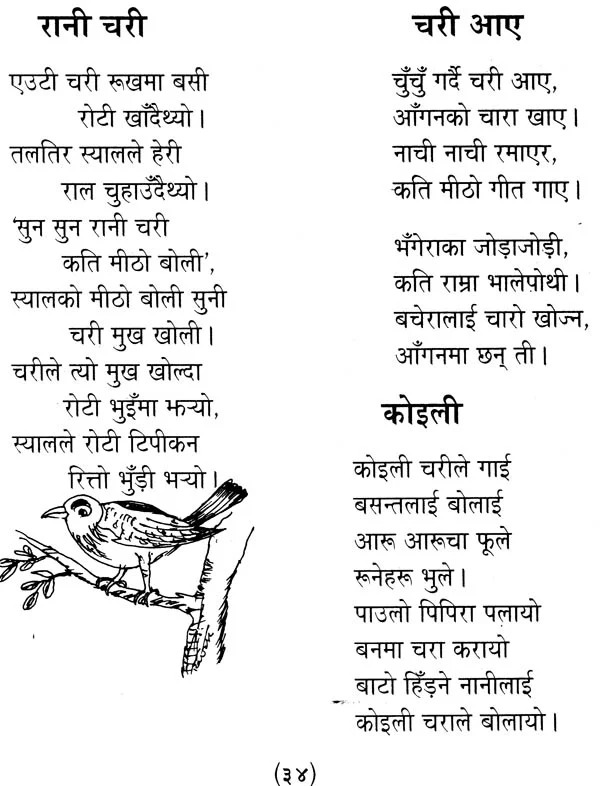 रानी चरी
एउटी चरी रूखमा बसी
रोटी खाँदैथ्यो ।
तलतिर स्यालले हेरी
राल चुहाउँदैथ्यो ।
‘सुन सुन रानी चरी
कति मीठो बोली’,
स्यालको मीठो बोली सुनी
चरी मुख खोली ।
चरीले त्यो मुख खोल्दा
रोटी भुइँमा झर्‍यो,
स्यालले रोटी टिपीकन
रित्तो भुँडी भर्‍यो ।
चरी आए
चुँचुँ गर्दै चरी आए,
आँगनको चारा खाए ।
नाची नाची रमाएर,
कति मीठो गीत गाए ।
भँगेराका जोडाजोडी,
कति राम्रा भालेपोथी ।
बचेरालाई चारो खोज्न,
आँगनमा छन् ती ।
कोइली
कोइली चरीले गाई
बसन्तलाई बोलाई
आरू आरूचा फूले
रूनेहरू भुले ।
पाउलो पिपिरा पलायो
बनमा चरा करायो
बाटो हिँड्ने नानीलाई
कोइली चराले बोलायो ।
(३४)